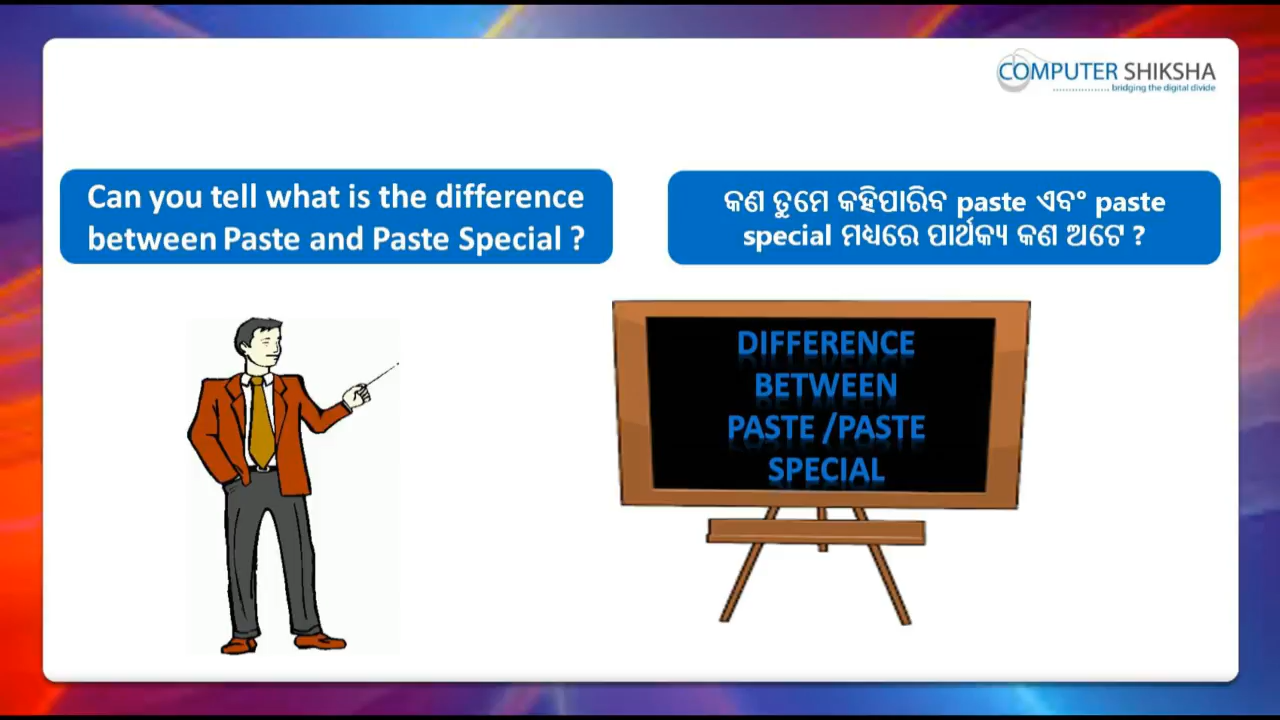 COMPUTER SHIKSHA
bridging the digital divide
Can you tell what is the difference
between Paste and Paste Special ?
କଣ ତୁମେ କହିପାରିବ paste ଏବଂ paste
special ମଧ୍ୟରେ ପାର୍ଥକ୍ୟ କଣ ଅଟେ ?
DIFFERENCE
BETWEEN
PASTE /PASTE
SPECIAL